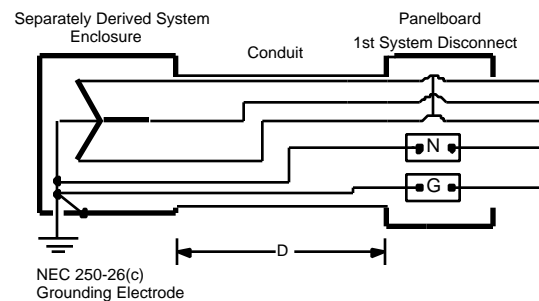 Separately Derived System
Enclosure
Panelboard
1st System Disconnect
Conduit
N
G
D
NEC 250-26(c)
Grounding Electrode